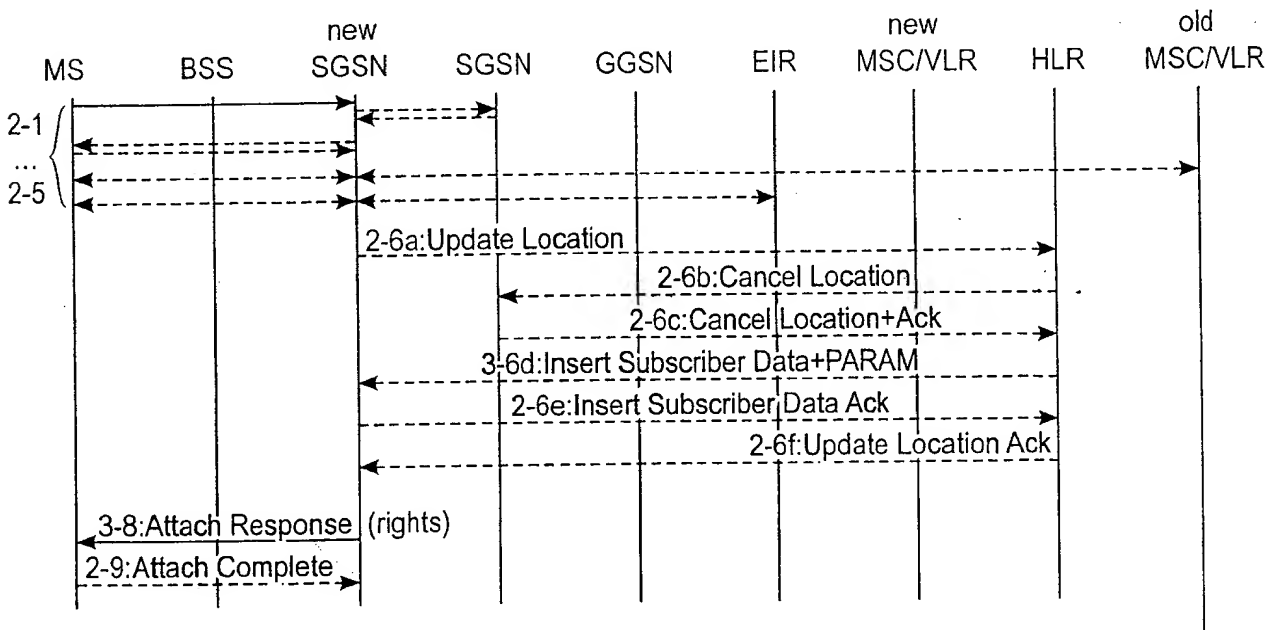 new
new
old
MS
BSS
SGSN
SGSN
GGSN
EIR
MSC/VLR
HLR
MSC/VLR
2-1
...
2-5
2-6a:Update Location
2-6b:Cancel Location
2-6c:Cancel Location+Ack
3-6d:Insert Subscriber Data+PARAM
2-6e:Insert Subscriber Data Ack
2-6f:Update Location Ack
3-8:Attach Response (rights)
2-9:Attach Complete